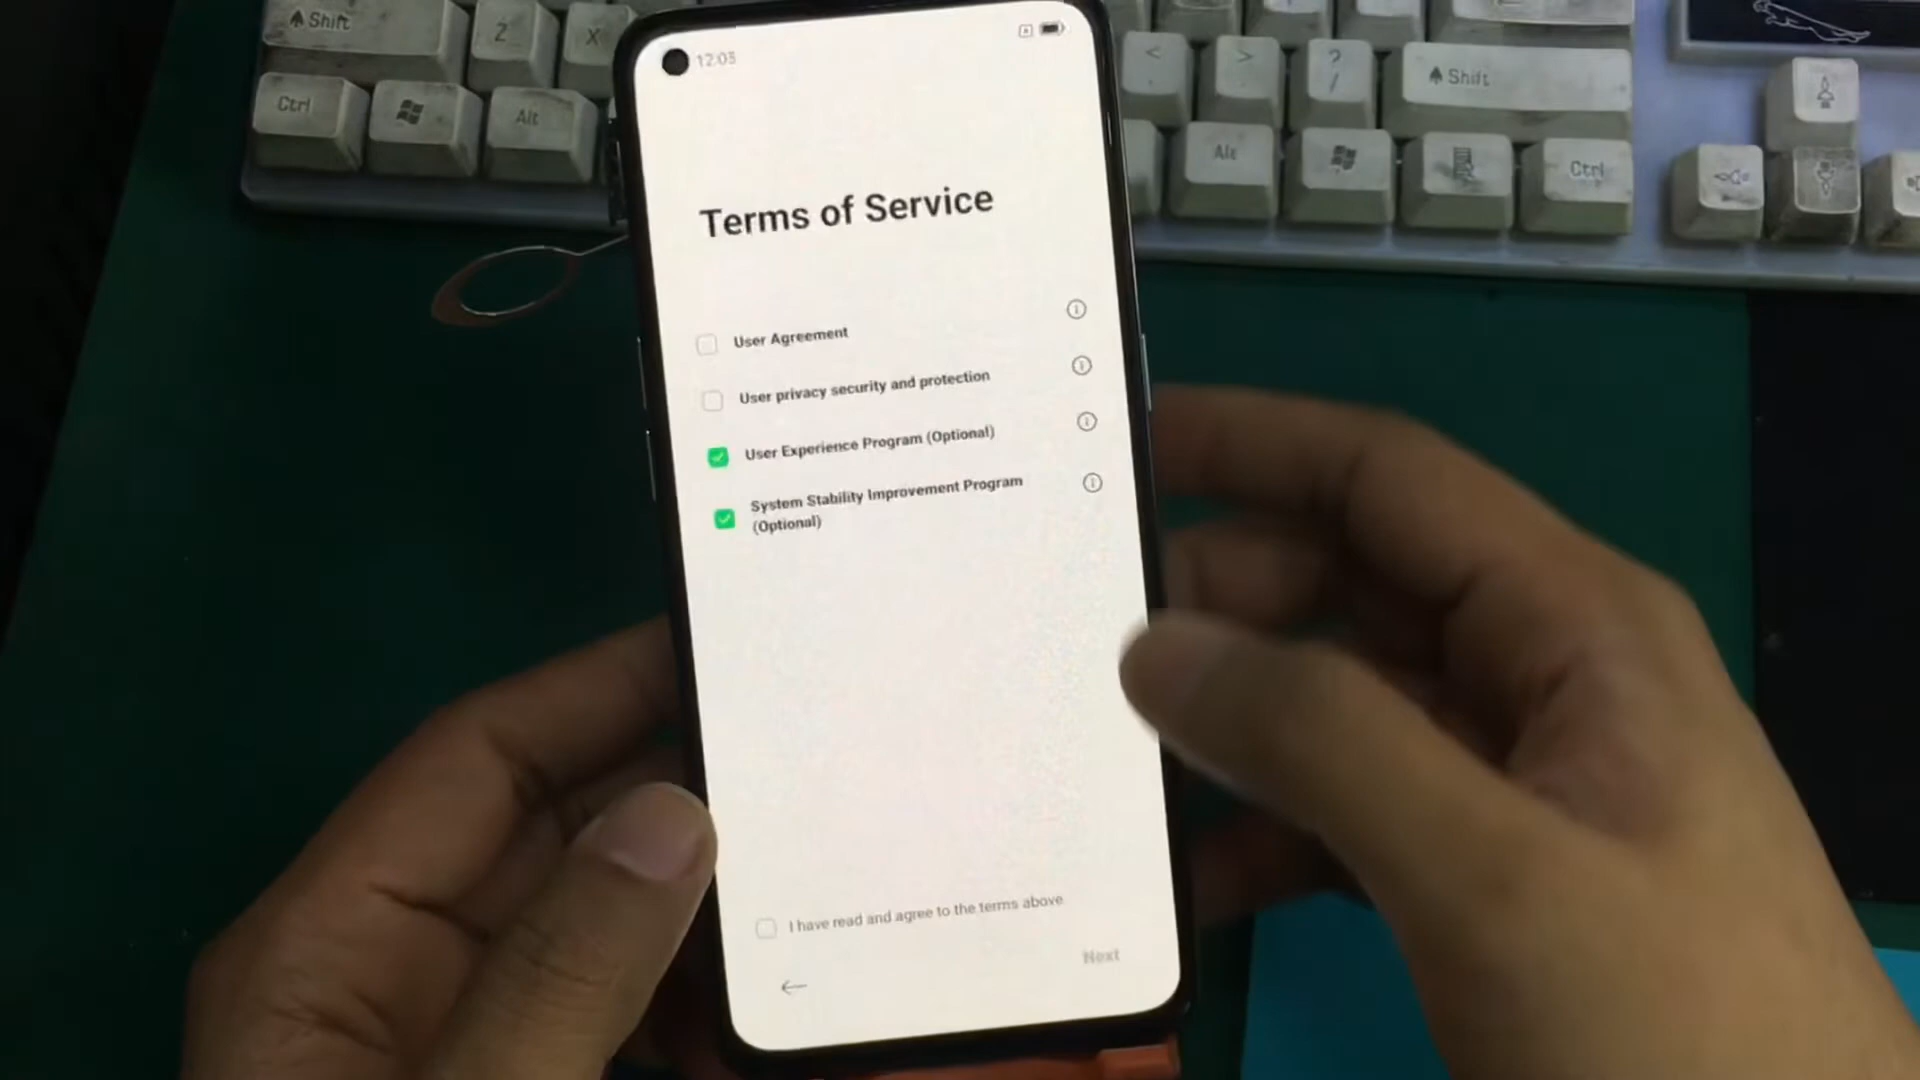 Shift
Z
X
<
>
?
/
Shift
Ctrl
Alt
Alt
Ctrl
12:03
Terms of Service
User Agreement
User privacy security and protection
User Experience Program (Optional)
System Stability Improvement Program
(Optional)
I have read and agree to the terms above
Next